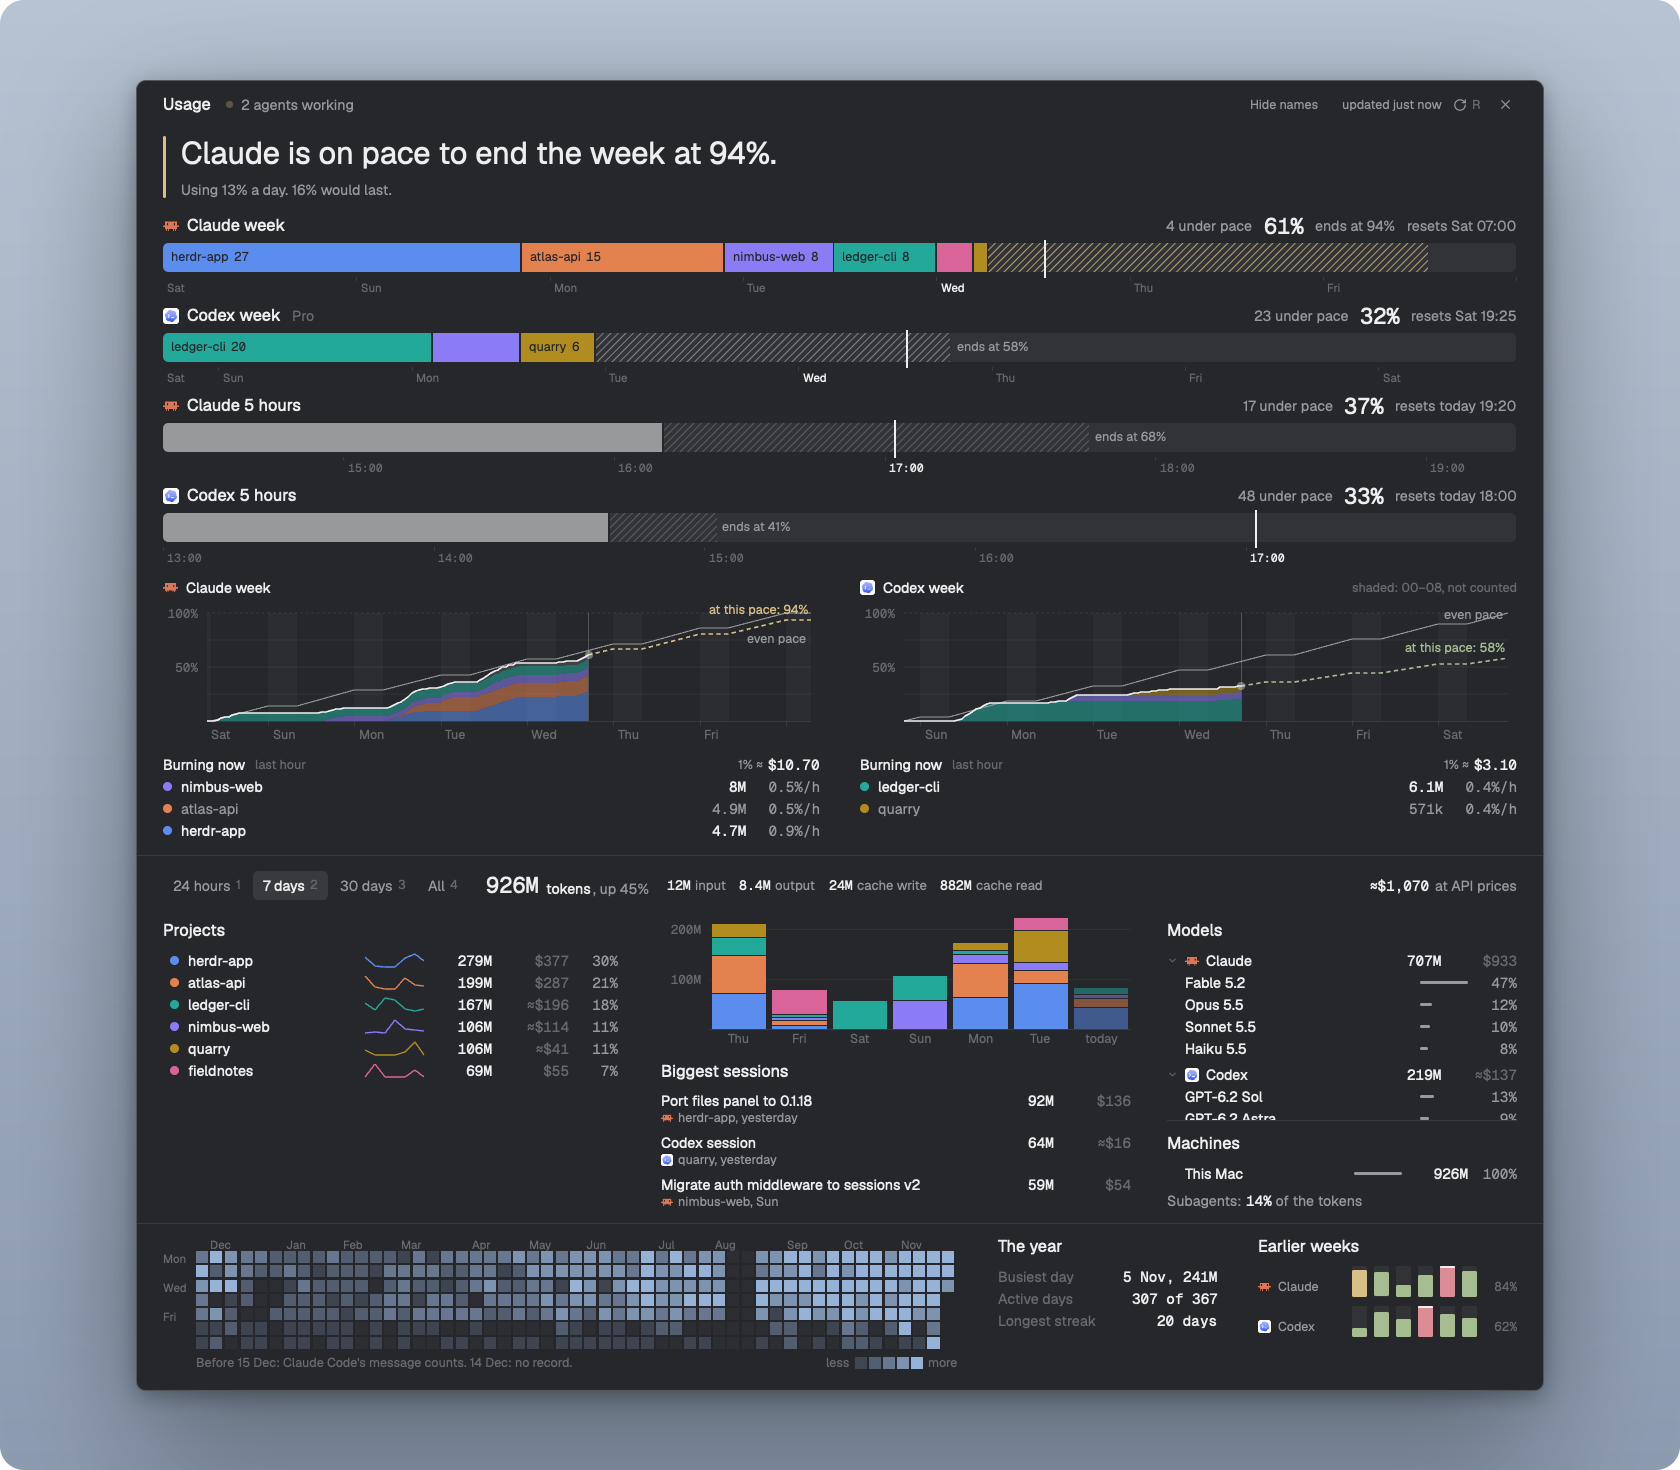 Usage 2 agents working Hide names updated just now R
Claude is on pace to end the week at 94%.
Using 13% a day. 16% would last.
Claude week 4 under pace 61% ends at 94% resets Sat 07:00
herdr-app 27 atlas-api 15 nimbus-web 8 ledger-cli 8
Sat Sun Mon Tue Wed Thu Fri
Codex week Pro 23 under pace 32% resets Sat 19:25
ledger-cli 20 quarry 6 ends at 58%
Sat Sun Mon Tue Wed Thu Fri Sat
Claude 5 hours 17 under pace 37% resets today 19:20
ends at 68%
15:00 16:00 17:00 18:00 19:00
Codex 5 hours 48 under pace 33% resets today 18:00
ends at 41%
13:00 14:00 15:00 16:00 17:00
Claude week
100% at this pace: 94%
even pace
50%
Sat Sun Mon Tue Wed Thu Fri
Codex week shaded: 00–08, not counted
100% even pace
at this pace: 58%
50%
Sun Mon Tue Wed Thu Fri Sat
Burning now last hour 1% ≈ $10.70
nimbus-web 8M 0.5%/h
atlas-api 4.9M 0.5%/h
herdr-app 4.7M 0.9%/h
Burning now last hour 1% ≈ $3.10
ledger-cli 6.1M 0.4%/h
quarry 571k 0.4%/h
24 hours 1 7 days 2 30 days 3 All 4 926M tokens, up 45% 12M input 8.4M output 24M cache write 882M cache read ≈$1,070 at API prices
Projects
herdr-app 279M $377 30%
atlas-api 199M $287 21%
ledger-cli 167M ≈$196 18%
nimbus-web 106M ≈$114 11%
quarry 106M ≈$41 11%
fieldnotes 69M $55 7%
200M
100M
Thu Fri Sat Sun Mon Tue today
Biggest sessions
Port files panel to 0.1.18 92M $136
herdr-app, yesterday
Codex session 64M ≈$16
quarry, yesterday
Migrate auth middleware to sessions v2 59M $54
nimbus-web, Sun
Models
Claude 707M $933
Fable 5.2 47%
Opus 5.5 12%
Sonnet 5.5 10%
Haiku 5.5 8%
Codex 219M ≈$137
GPT-6.2 Sol 13%
GPT-6.2 Astra 9%
Machines
This Mac 926M 100%
Subagents: 14% of the tokens
Dec Jan Feb Mar Apr May Jun Jul Aug Sep Oct Nov
Mon
Wed
Fri
Before 15 Dec: Claude Code's message counts. 14 Dec: no record. less more
The year
Busiest day 5 Nov, 241M
Active days 307 of 367
Longest streak 20 days
Earlier weeks
Claude 84%
Codex 62%